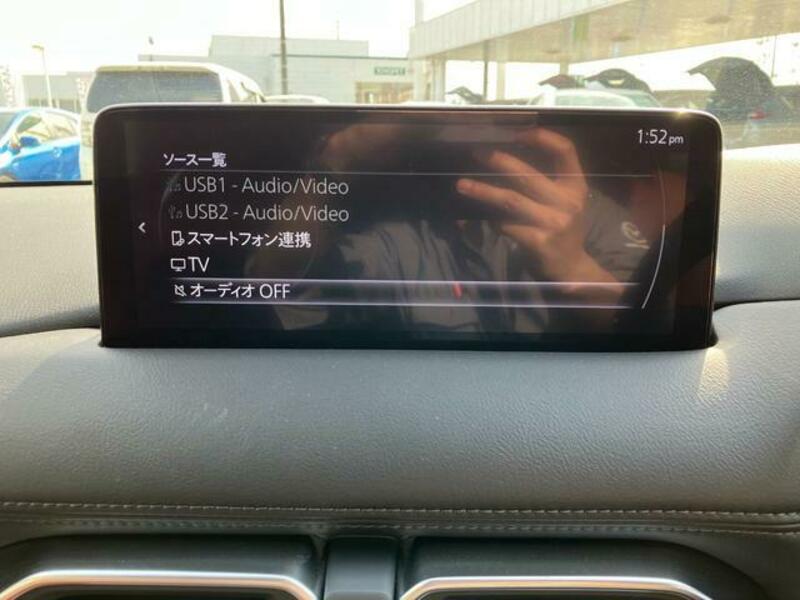 1:52 pm
ソース一覧
USB1 - Audio/Video
USB2 - Audio/Video
スマートフォン連携
TV
オーディオ OFF